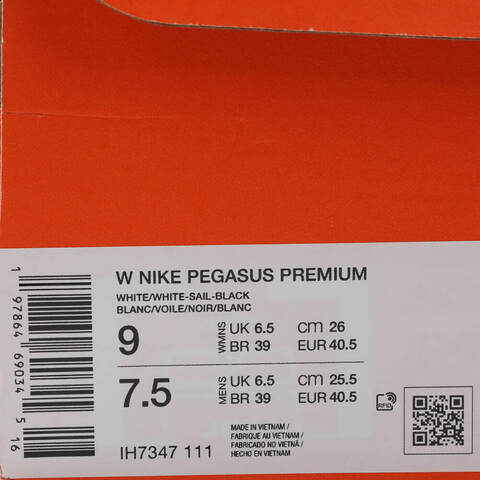 W NIKE PEGASUS PREMIUM
WHITE/WHITE-SAIL-BLACK
BLANC/VOILE/NOIR/BLANC
9 WMNS UK 6.5 CM 26
BR 39 EUR 40.5
7.5 MENS UK 6.5 CM 25.5
BR 39 EUR 40.5
RFID
IH7347 111
MADE IN VIETNAM /
FABRIQUÉ AU VIETNAM /
FABRICADO NO VIETNÃ /
HECHO EN VIETNAM
1 97864 69034 5 16